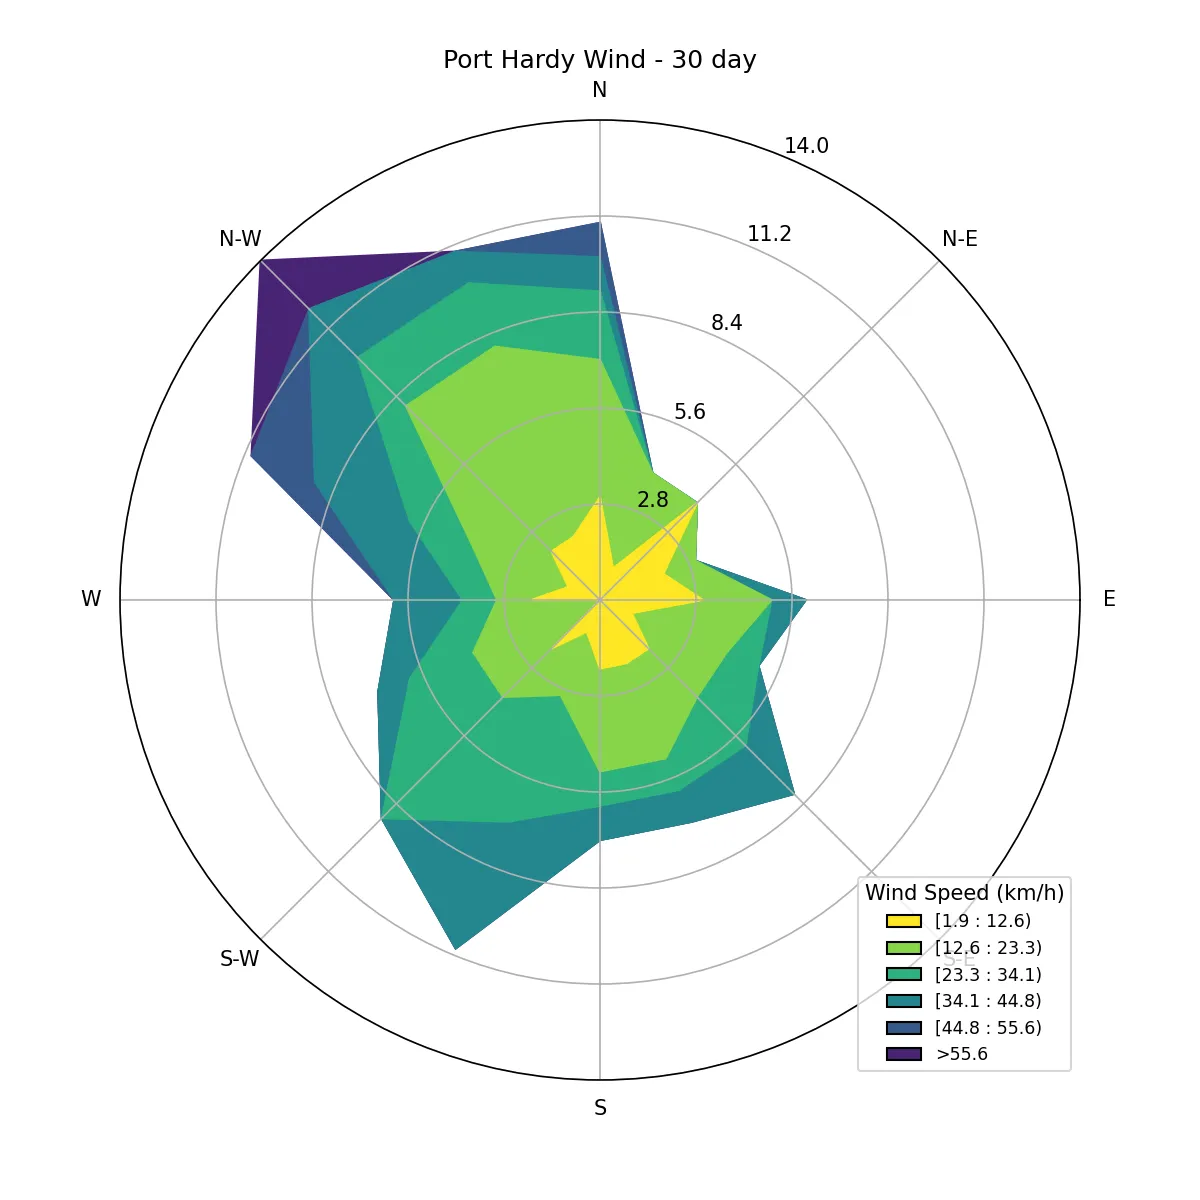 Port Hardy Wind - 30 day
N
14.0
11.2
N-W
N-E
8.4
5.6
2.8
W
E
Wind Speed (km/h)
[1.9 : 12.6)
[12.6 : 23.3)
S-W
S-E
[23.3 : 34.1)
[34.1 : 44.8)
[44.8 : 55.6)
>55.6
S